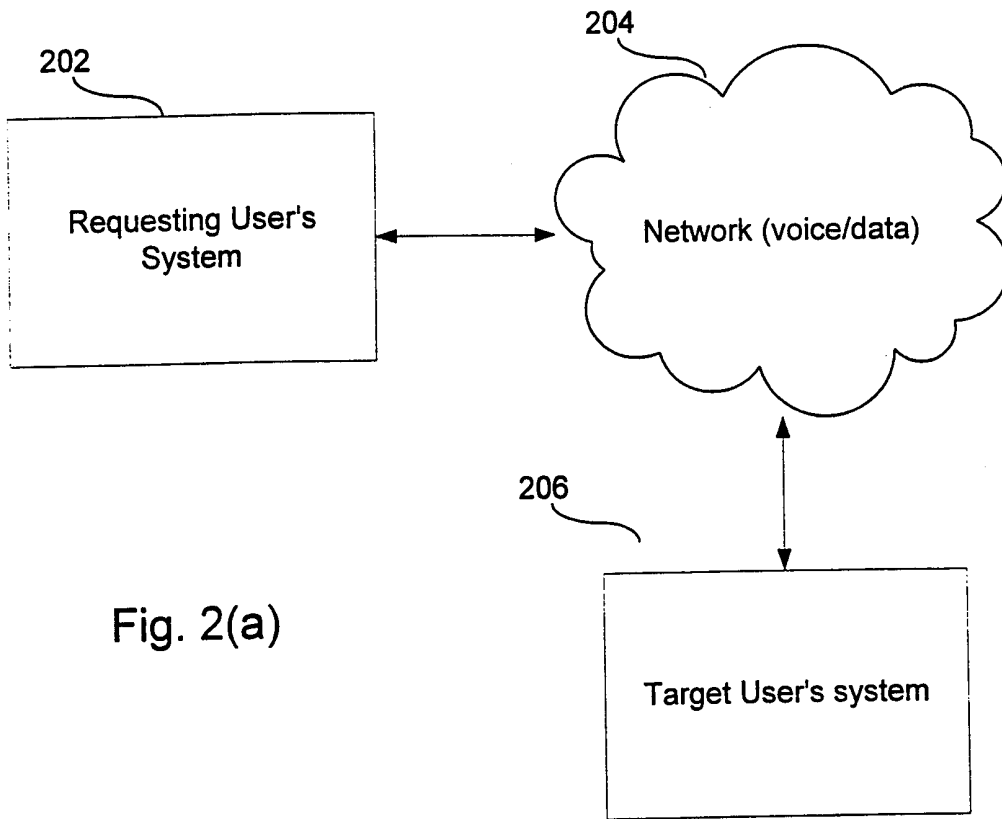 202
204
Requesting User's
System
Network (voice/data)
206
Fig. 2(a)
Target User's system